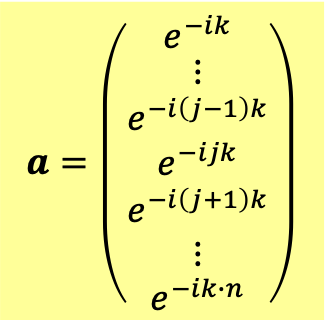 e^{-ik}
⋮
e^{-i(j-1)k}
a = e^{-ijk}
e^{-i(j+1)k}
⋮
e^{-ik·n}